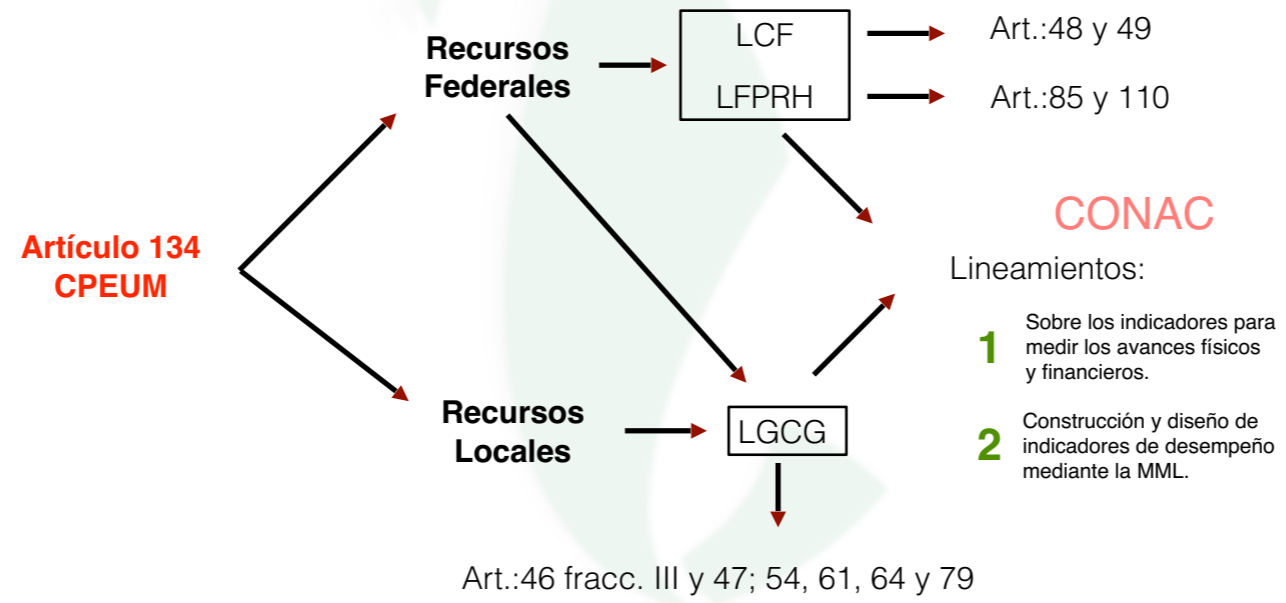 Recursos
Federales
LCF
LFPRH
Art.:48 y 49
Art.:85 y 110
Artículo 134
CPEUM
CONAC
Lineamientos:
1
Sobre los indicadores para
medir los avances físicos
y financieros.
2
Construcción y diseño de
indicadores de desempeño
mediante la MML.
Recursos
Locales
LGCG
Art.:46 fracc. III y 47; 54, 61, 64 y 79